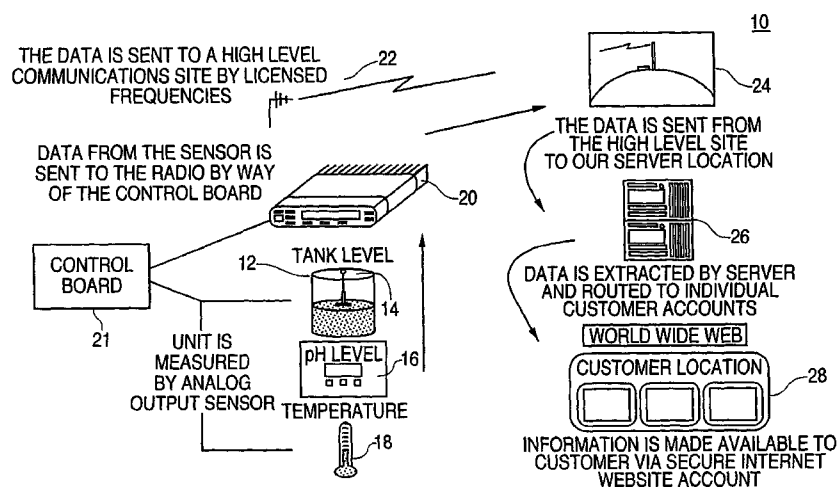 10
THE DATA IS SENT TO A HIGH LEVEL
COMMUNICATIONS SITE BY LICENSED
FREQUENCIES
22
24
DATA FROM THE SENSOR IS
SENT TO THE RADIO BY WAY
OF THE CONTROL BOARD
20
THE DATA IS SENT FROM
THE HIGH LEVEL SITE
TO OUR SERVER LOCATION
26
CONTROL
BOARD
21
12
TANK LEVEL
14
UNIT IS
MEASURED
BY ANALOG
OUTPUT SENSOR
pH LEVEL
16
TEMPERATURE
18
DATA IS EXTRACTED BY SERVER
AND ROUTED TO INDIVIDUAL
CUSTOMER ACCOUNTS
WORLD WIDE WEB
CUSTOMER LOCATION
28
INFORMATION IS MADE AVAILABLE TO
CUSTOMER VIA SECURE INTERNET
WEBSITE ACCOUNT